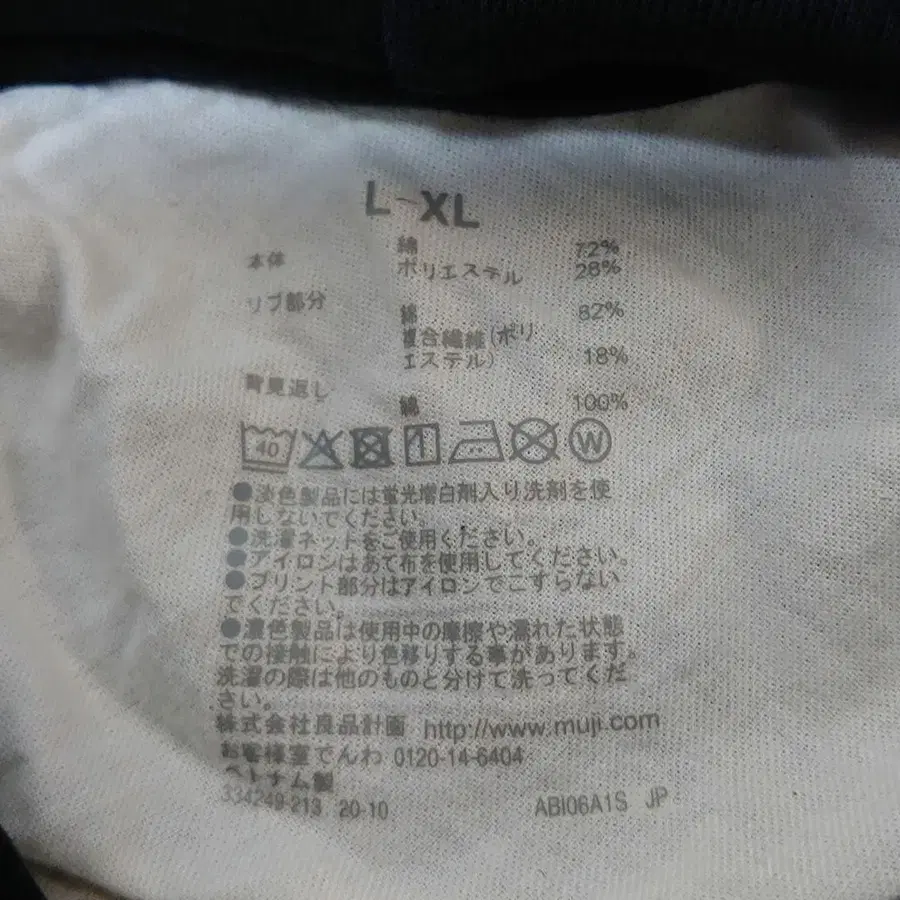 L~XL
本体 綿 72%
ポリエステル 28%
リブ部分 綿 82%
複合繊維(ポリ
エステル) 18%
背見返し 綿 100%
40 W
●淡色製品には蛍光増白剤入り洗剤を使
用しないでください。
●洗濯ネットをご使用ください。
●アイロンはあて布を使用してください。
●プリント部分はアイロンでこすらない
でください。
●濃色製品は使用中の摩擦や濡れた状態
での接触により色移りする事があります。
洗濯の際は他のものと分けて洗ってくだ
さい。
株式会社良品計画 http://www.muji.com
お客様室でんわ 0120-14-6404
ベトナム製
334249-213 20-10 ABI06A1S JP